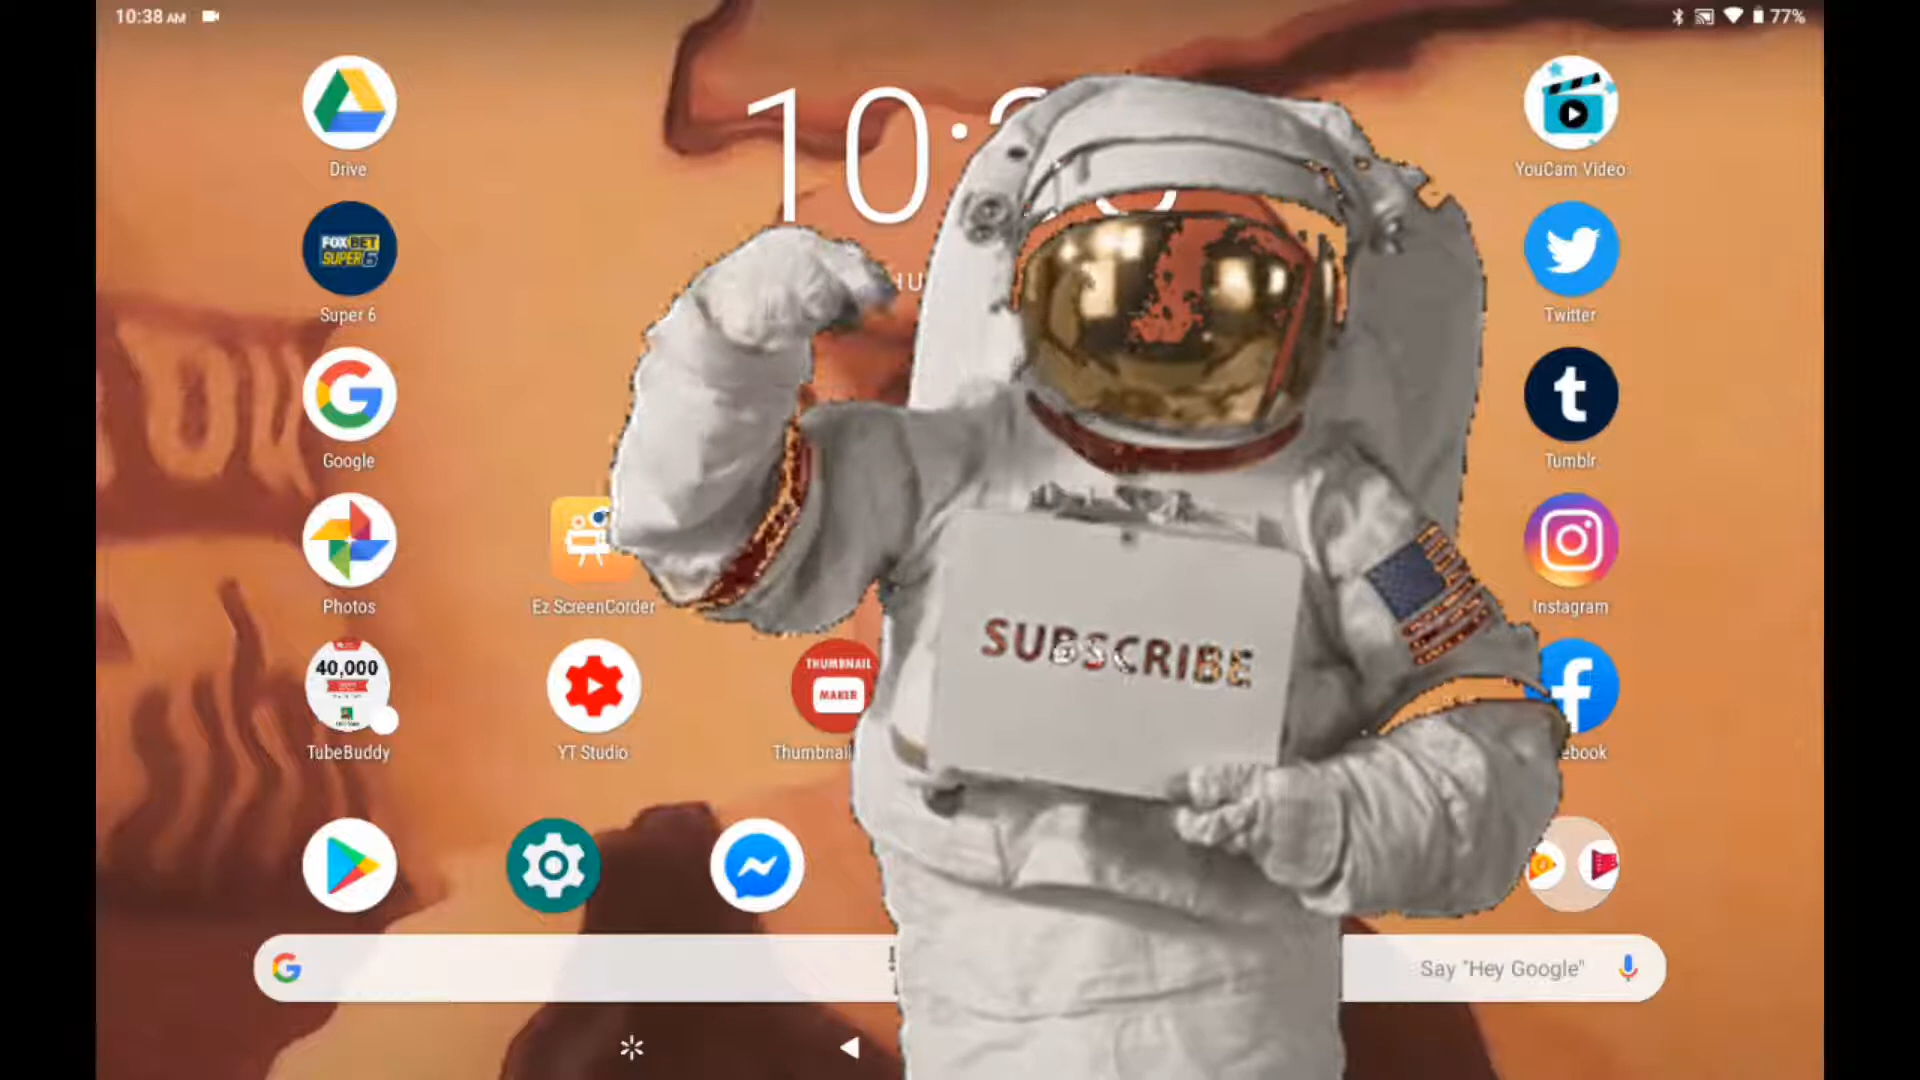 10:38 AM
77%
10:
HU
Drive
YouCam Video
FOX BET
SUPER 6
Super 6
Twitter
Google
Tumblr
Photos
Ez ScreenCorder
Instagram
SUBSCRIBE
40,000
TubeBuddy
YT Studio
THUMBNAIL
MAKER
Thumbnail
ebook
Say "Hey Google"